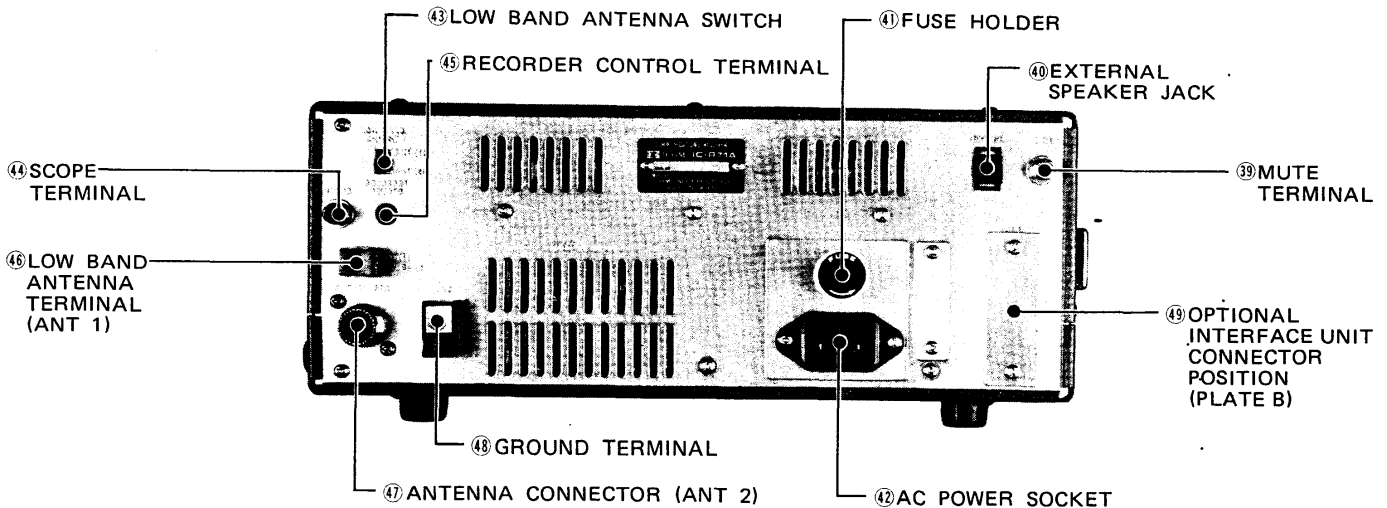 ㊸LOW BAND ANTENNA SWITCH
㊶FUSE HOLDER
㊺RECORDER CONTROL TERMINAL
㊵EXTERNAL
SPEAKER JACK
㊹SCOPE
TERMINAL
㊴MUTE
TERMINAL
㊻LOW BAND
ANTENNA
TERMINAL
(ANT 1)
FUSE
㊾OPTIONAL
INTERFACE UNIT
CONNECTOR
POSITION
(PLATE B)
㊽GROUND TERMINAL
㊼ANTENNA CONNECTOR (ANT 2)
㊷AC POWER SOCKET